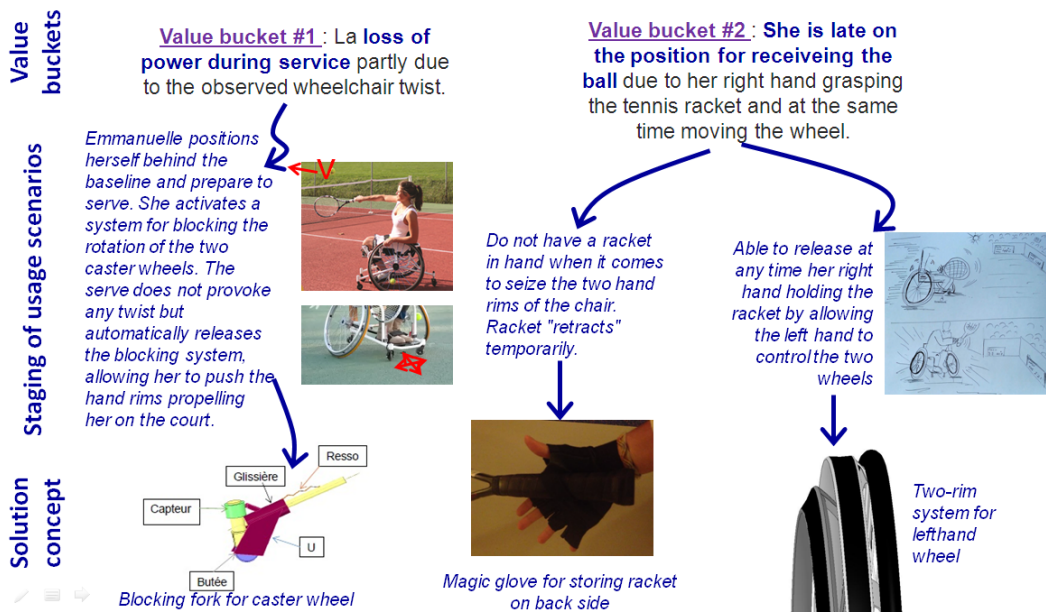 Value
buckets
Value bucket #1 : La loss of
power during service partly due
to the observed wheelchair twist.
Value bucket #2 : She is late on
the position for receiveing the
ball due to her right hand grasping
the tennis racket and at the same
time moving the wheel.
Staging of usage scenarios
Emmanuelle positions
herself behind the
baseline and prepare to
serve. She activates a
system for blocking the
rotation of the two
caster wheels. The
serve does not provoke
any twist but
automatically releases
the blocking system,
allowing her to push the
hand rims propelling
her on the court.
V
Do not have a racket
in hand when it comes
to seize the two hand
rims of the chair.
Racket "retracts"
temporarily.
Able to release at
any time her right
hand holding the
racket by allowing
the left hand to
control the two
wheels
Solution
concept
Resso
Glissière
Capteur
U
Butée
Blocking fork for caster wheel
Magic glove for storing racket
on back side
Two-rim
system for
lefthand
wheel